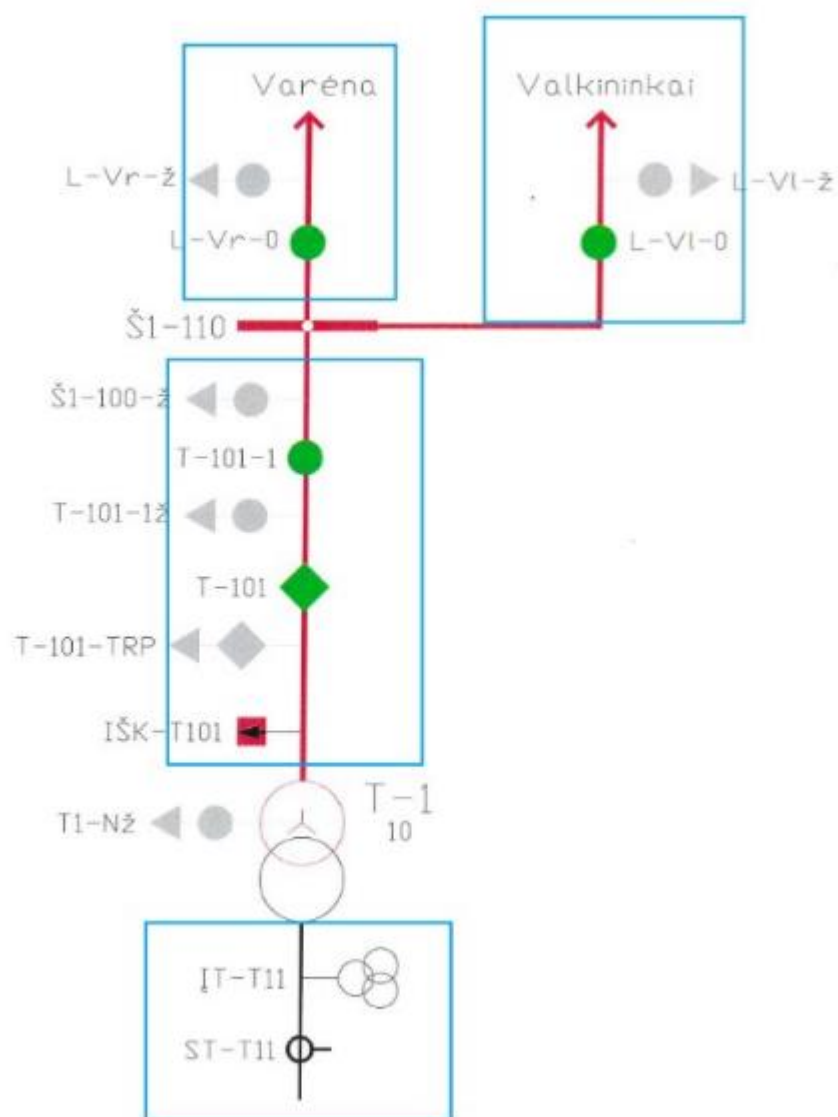 Varėna
Valkininkai
L-Vr-ž
L-Vl-ž
L-Vr-0
L-Vl-0
Š1-110
Š1-100-ž
T-101-1
T-101-1ž
T-101
T-101-TRP
IŠK-T101
T-1
10
T1-Nž
ĮT-T11
ST-T11